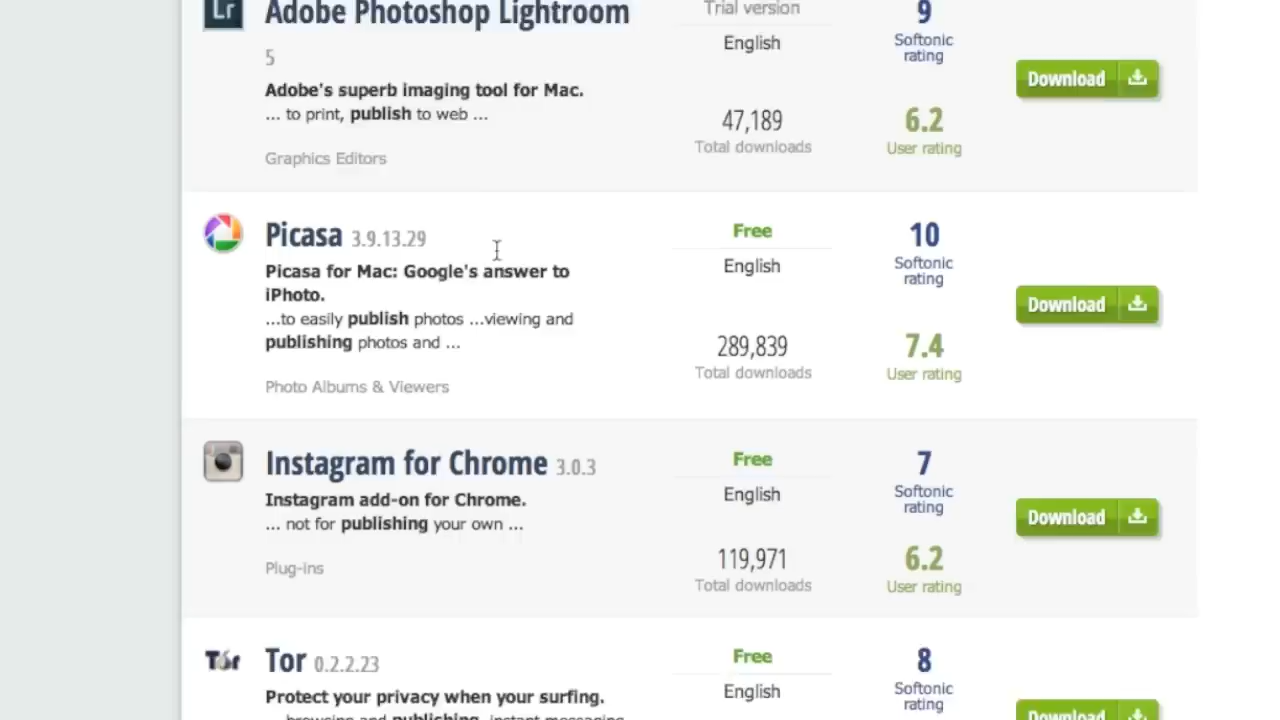 Lr
Adobe Photoshop Lightroom
5
Adobe's superb imaging tool for Mac.
... to print, publish to web ...
Graphics Editors
Trial version
English
47,189
Total downloads
9
Softonic
rating
6.2
User rating
Download
Picasa 3.9.13.29
Picasa for Mac: Google's answer to
iPhoto.
...to easily publish photos ...viewing and
publishing photos and ...
Photo Albums & Viewers
Free
English
289,839
Total downloads
10
Softonic
rating
7.4
User rating
Download
Instagram for Chrome 3.0.3
Instagram add-on for Chrome.
... not for publishing your own ...
Plug-ins
Free
English
119,971
Total downloads
7
Softonic
rating
6.2
User rating
Download
Tor
Tor 0.2.2.23
Protect your privacy when your surfing.
...browsing and publishing, instant messaging,
Free
English
8
Softonic
rating
Download